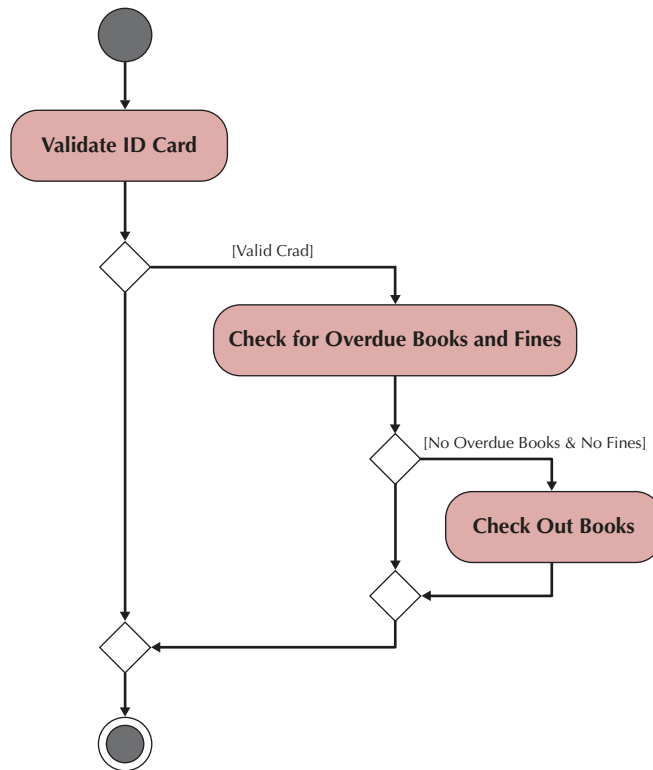 Validate ID Card
[Valid Crad]
Check for Overdue Books and Fines
[No Overdue Books & No Fines]
Check Out Books